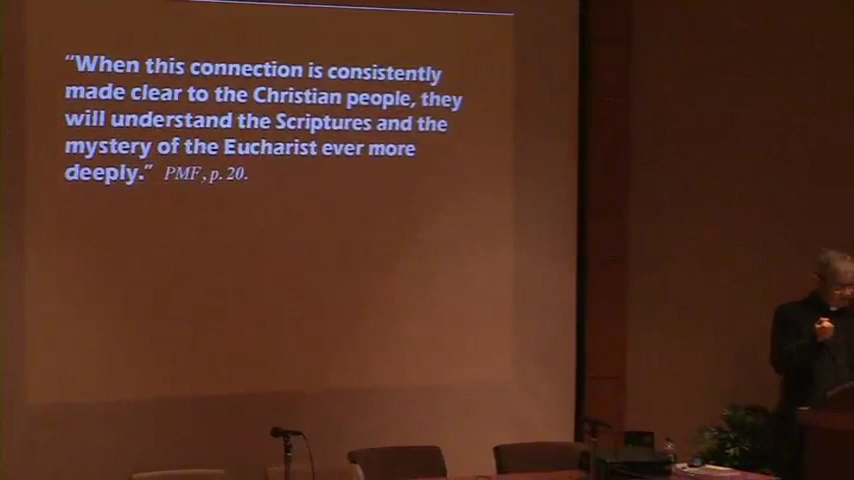 “When this connection is consistently
made clear to the Christian people, they
will understand the Scriptures and the
mystery of the Eucharist ever more
deeply.” PMF, p. 20.